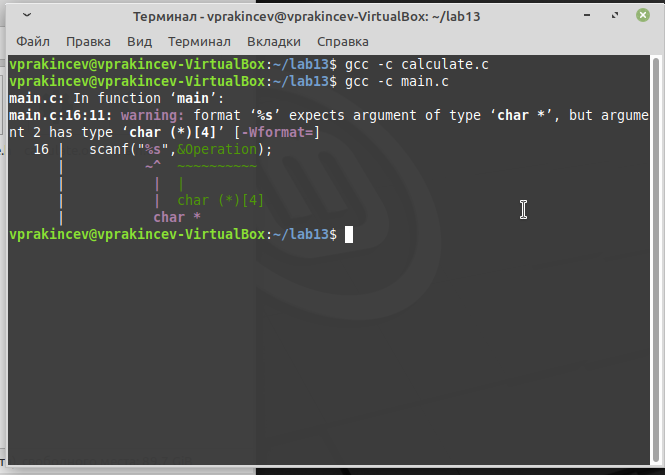 Терминал - vprakincev@vprakincev-VirtualBox: ~/lab13
Файл Правка Вид Терминал Вкладки Справка
vprakincev@vprakincev-VirtualBox:~/lab13$ gcc -c calculate.c
vprakincev@vprakincev-VirtualBox:~/lab13$ gcc -c main.c
main.c: In function ‘main’:
main.c:16:11: warning: format ‘%s’ expects argument of type ‘char *’, but argume
nt 2 has type ‘char (*)[4]’ [-Wformat=]
   16 |   scanf("%s",&Operation);
      |          ~^  ~~~~~~~~~~
      |           |  |
      |           |  char (*)[4]
      |           char *
vprakincev@vprakincev-VirtualBox:~/lab13$